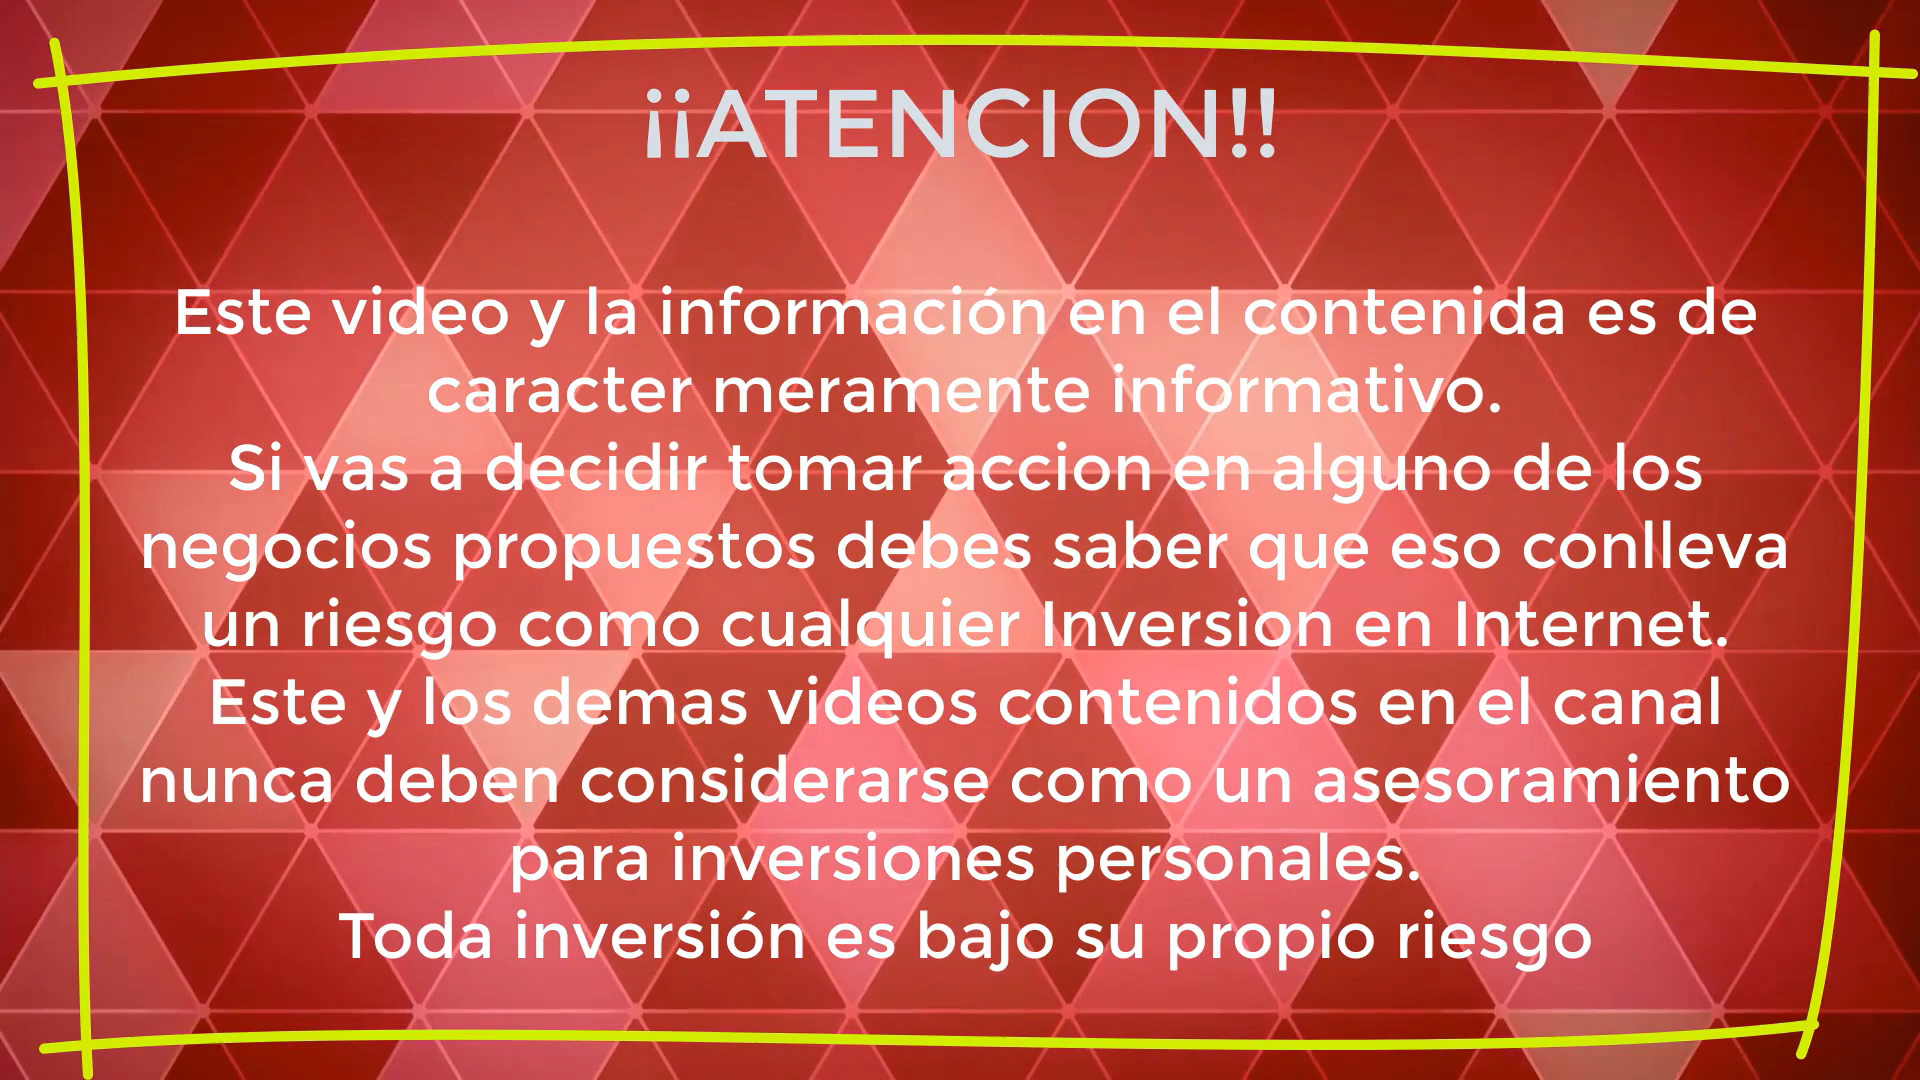 ¡¡ATENCION!!
Este video y la información en el contenida es de
caracter meramente informativo.
Si vas a decidir tomar accion en alguno de los
negocios propuestos debes saber que eso conlleva
un riesgo como cualquier Inversion en Internet.
Este y los demas videos contenidos en el canal
nunca deben considerarse como un asesoramiento
para inversiones personales.
Toda inversión es bajo su propio riesgo